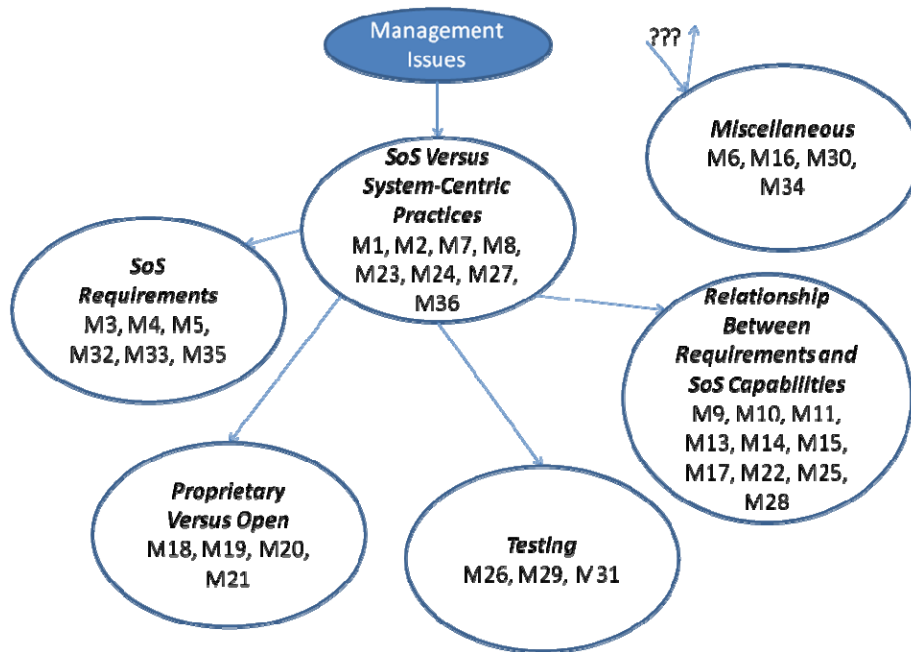 Management
Issues
???
Miscellaneous
M6, M16, M30,
M34
SoS Versus
System-Centric
Practices
M1, M2, M7, M8,
M23, M24, M27,
M36
SoS
Requirements
M3, M4, M5,
M32, M33, M35
Relationship
Between
Requirements and
SoS Capabilities
M9, M10, M11,
M13, M14, M15,
M17, M22, M25,
M28
Proprietary
Versus Open
M18, M19, M20,
M21
Testing
M26, M29, M31